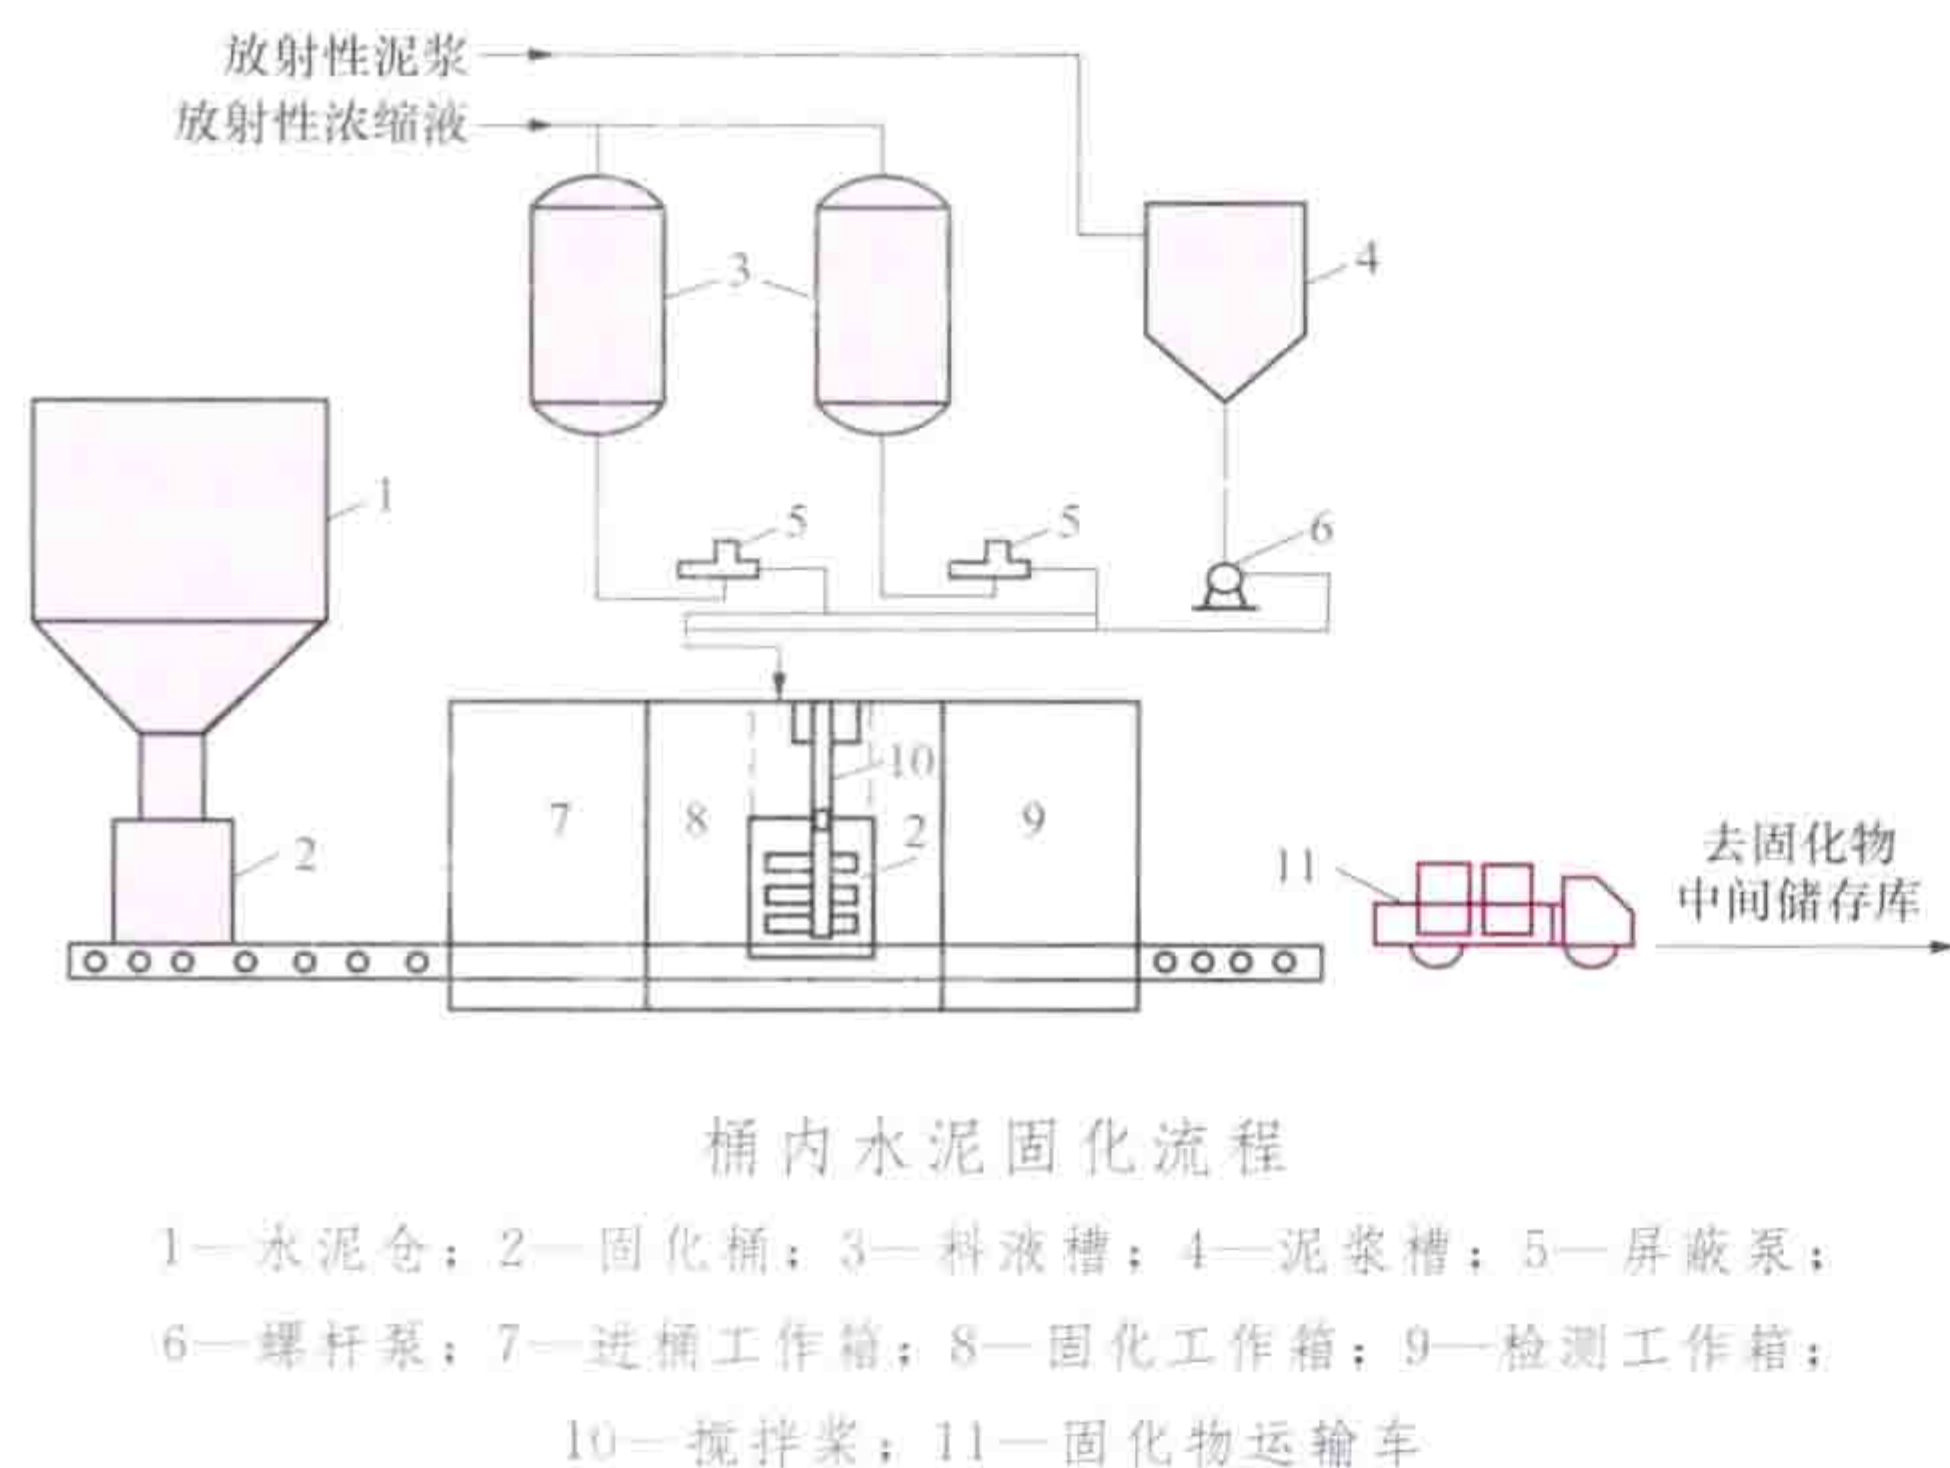 放射性泥浆
放射性浓缩液
3
4
1
5
5
6
10
7
8
2
9
2
11
去固化物
中间储存库
桶内水泥固化流程
1—水泥仓；2—固化桶；3—料液槽；4—泥浆槽；5—屏蔽泵；
6—螺杆泵；7—进桶工作箱；8—固化工作箱；9—检测工作箱；
10—搅拌桨；11—固化物运输车